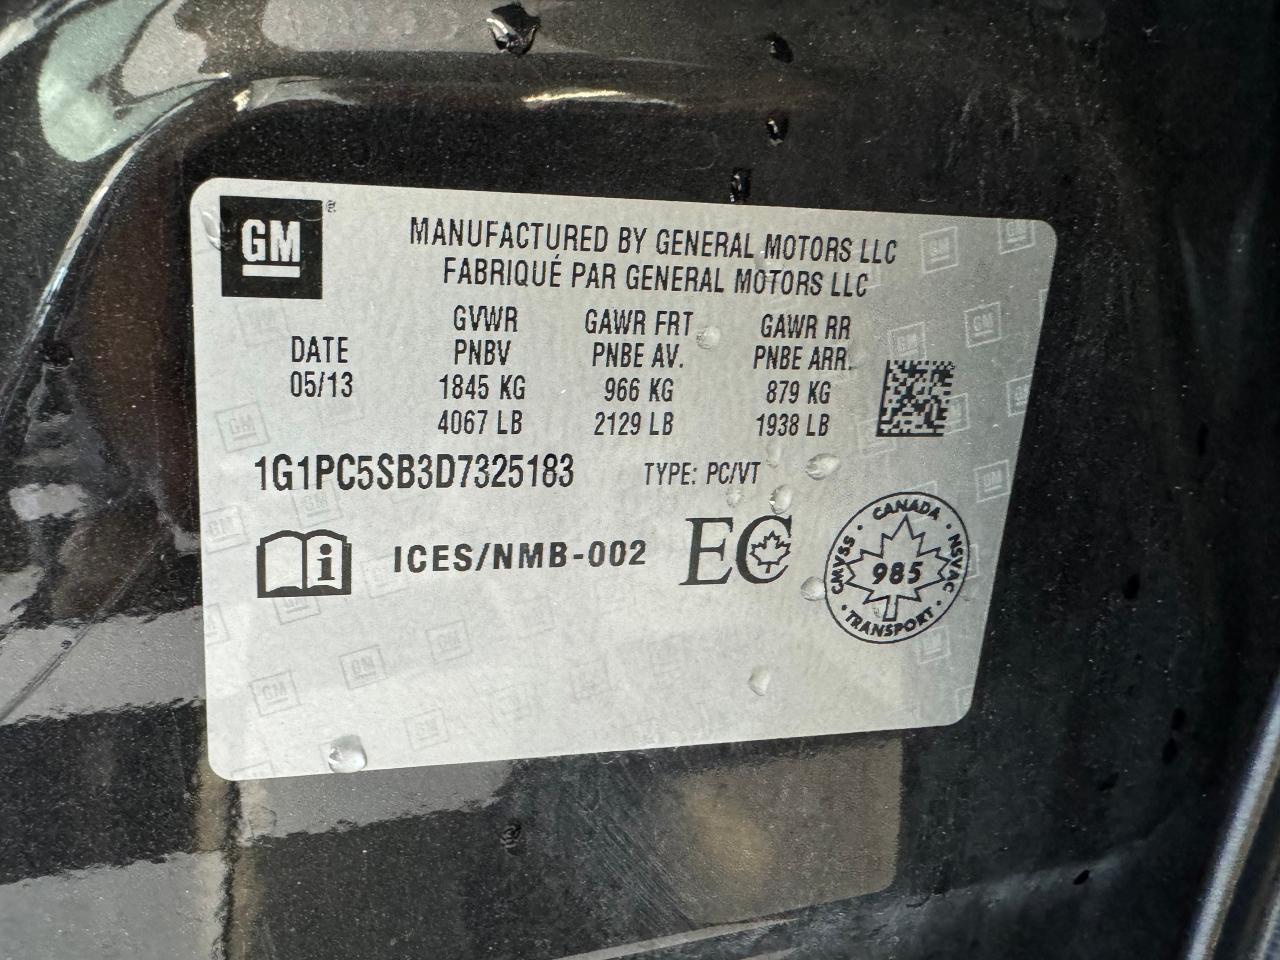 GM
MANUFACTURED BY GENERAL MOTORS LLC
FABRIQUÉ PAR GENERAL MOTORS LLC
DATE
05/13
GVWR
PNBV
1845 KG
4067 LB
GAWR FRT
PNBE AV.
966 KG
2129 LB
GAWR RR
PNBE ARR.
879 KG
1938 LB
1G1PC5SB3D7325183 TYPE: PC/VT
i ICES/NMB-002 EC
CANADA
CMVSS · NSVAC
985
· TRANSPORT ·